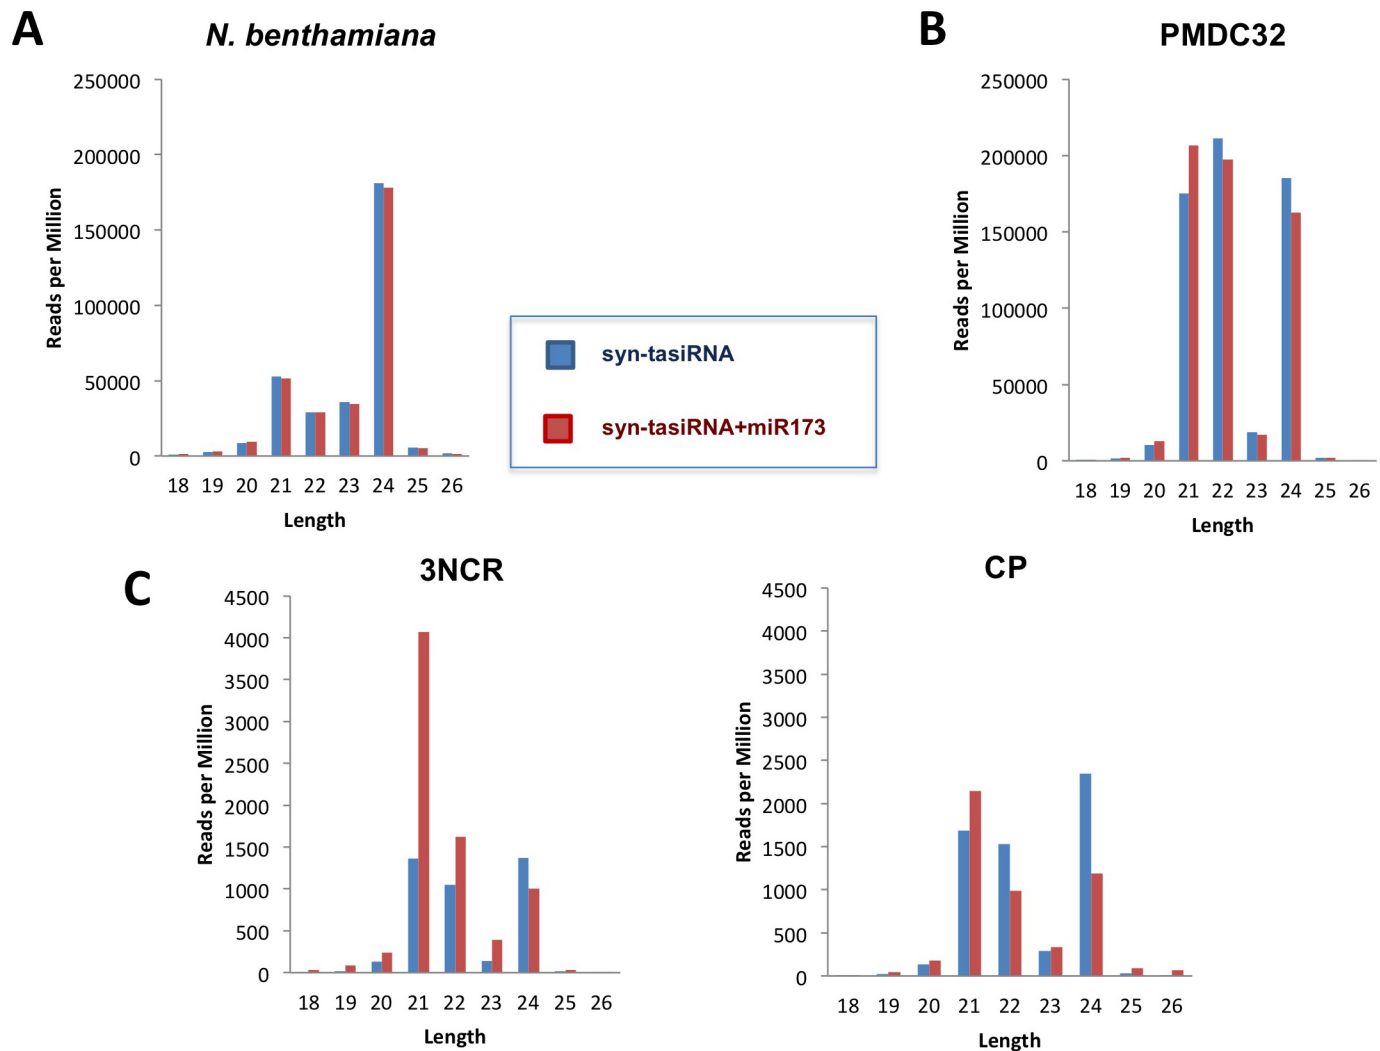 A
N. benthamiana
250000
200000
150000
100000
50000
0
Reads per Million
18 19 20 21 22 23 24 25 26
Length
syn-tasiRNA
syn-tasiRNA+miR173
B
PMDC32
250000
200000
150000
100000
50000
0
Reads per Million
18 19 20 21 22 23 24 25 26
Length
C
3NCR
4500
4000
3500
3000
2500
2000
1500
1000
500
0
Reads per Million
18 19 20 21 22 23 24 25 26
Length
CP
4500
4000
3500
3000
2500
2000
1500
1000
500
0
Reads per Million
18 19 20 21 22 23 24 25 26
Length